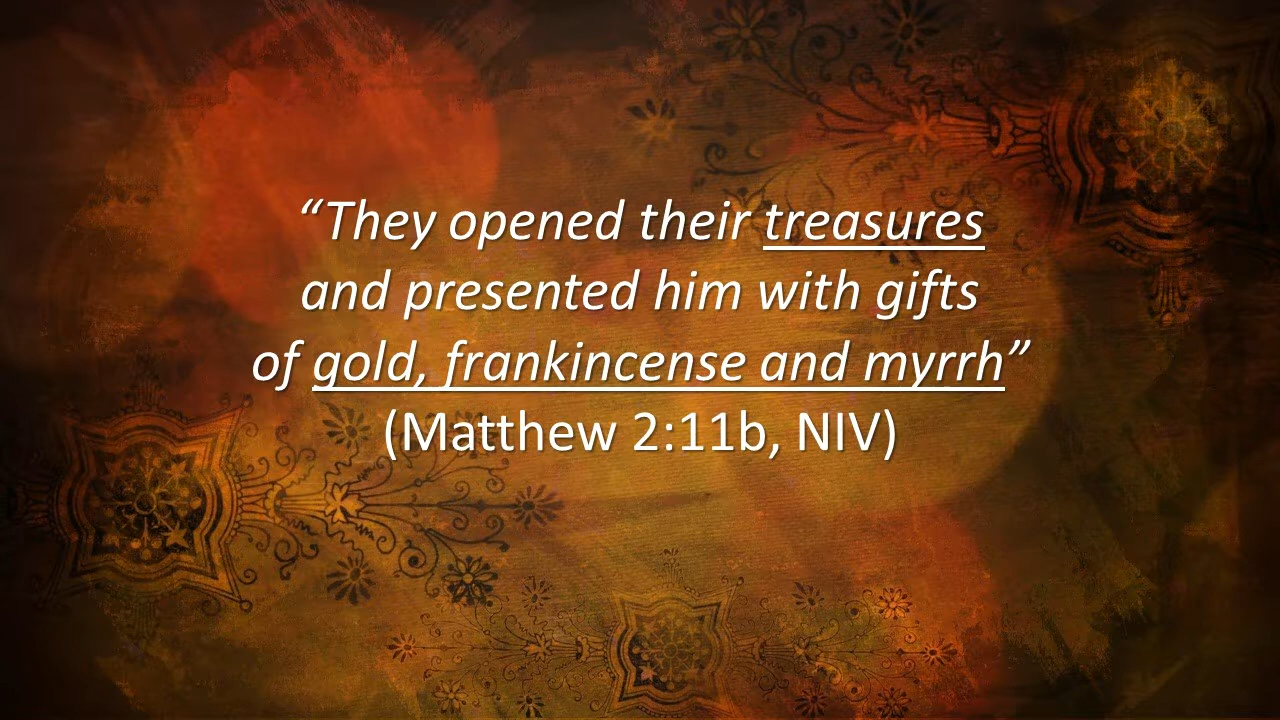 “They opened their treasures
and presented him with gifts
of gold, frankincense and myrrh”
(Matthew 2:11b, NIV)